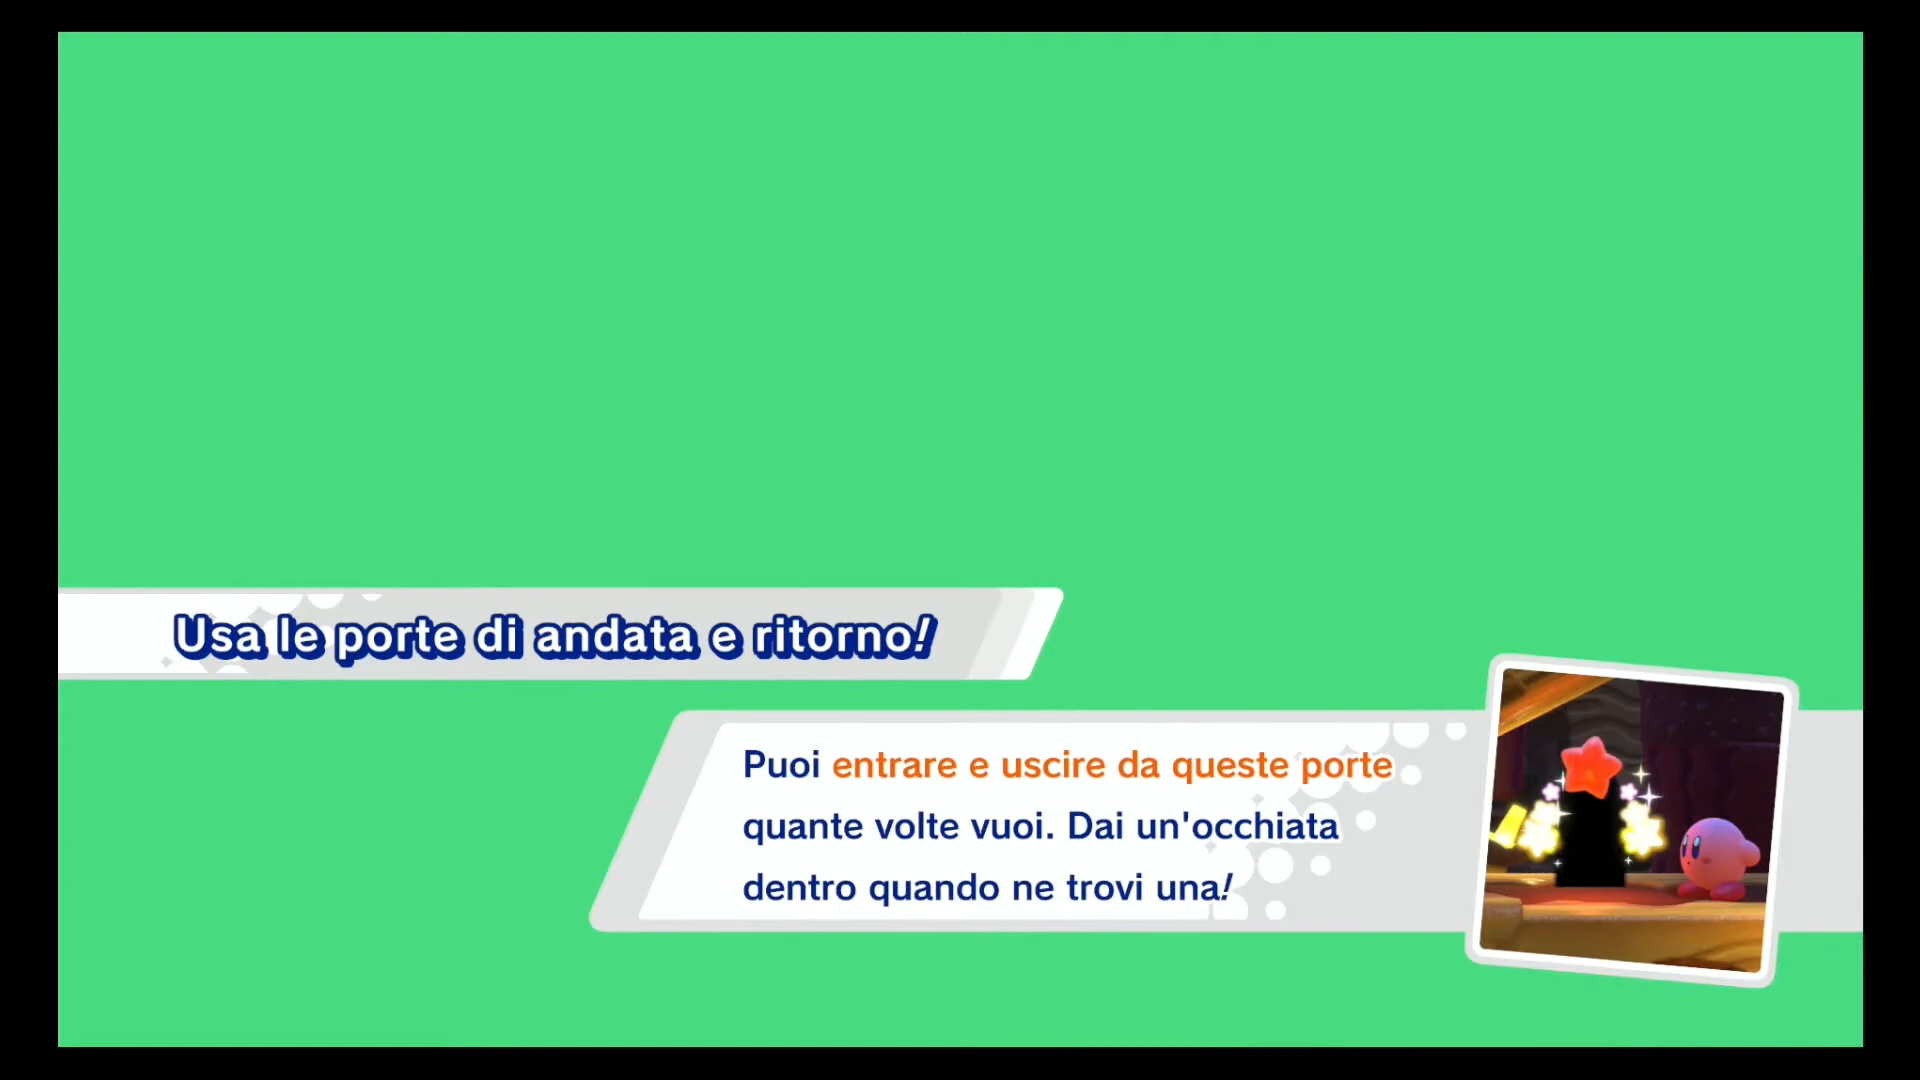 Usa le porte di andata e ritorno!
Puoi entrare e uscire da queste porte
quante volte vuoi. Dai un'occhiata
dentro quando ne trovi una!